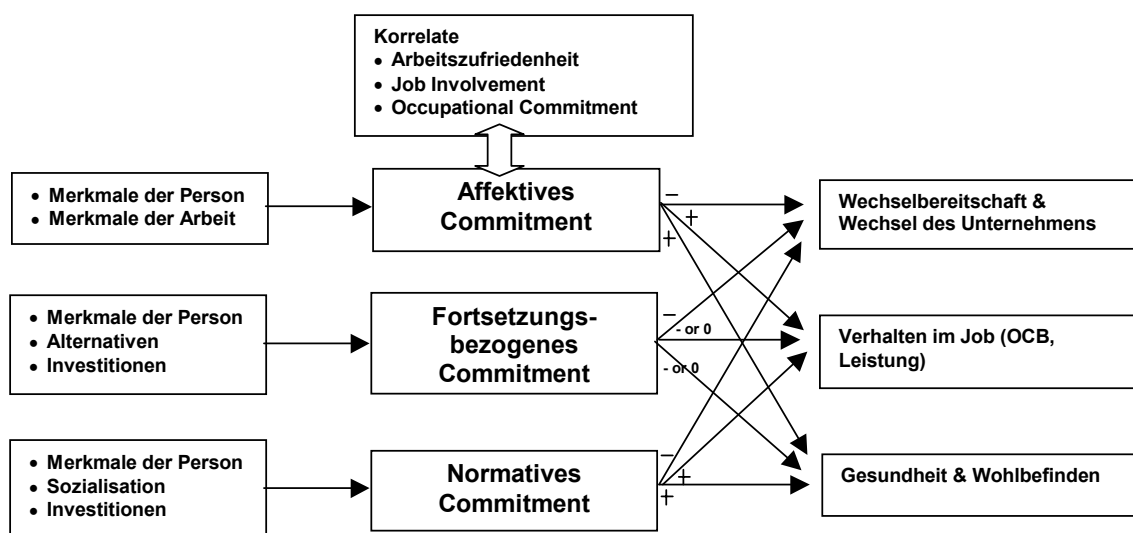 Korrelate
• Arbeitszufriedenheit
• Job Involvement
• Occupational Commitment
• Merkmale der Person
• Merkmale der Arbeit
Affektives
Commitment
−
+
+
Wechselbereitschaft &
Wechsel des Unternehmens
• Merkmale der Person
• Alternativen
• Investitionen
Fortsetzungs-
bezogenes
Commitment
−
- or 0
- or 0
Verhalten im Job (OCB,
Leistung)
• Merkmale der Person
• Sozialisation
• Investitionen
Normatives
Commitment
−
+
+
Gesundheit & Wohlbefinden